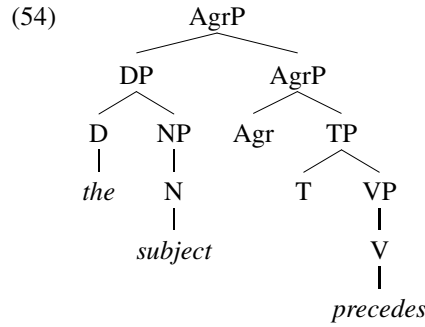 (54) AgrP
DP AgrP
D NP Agr TP
the N T VP
subject V
precedes